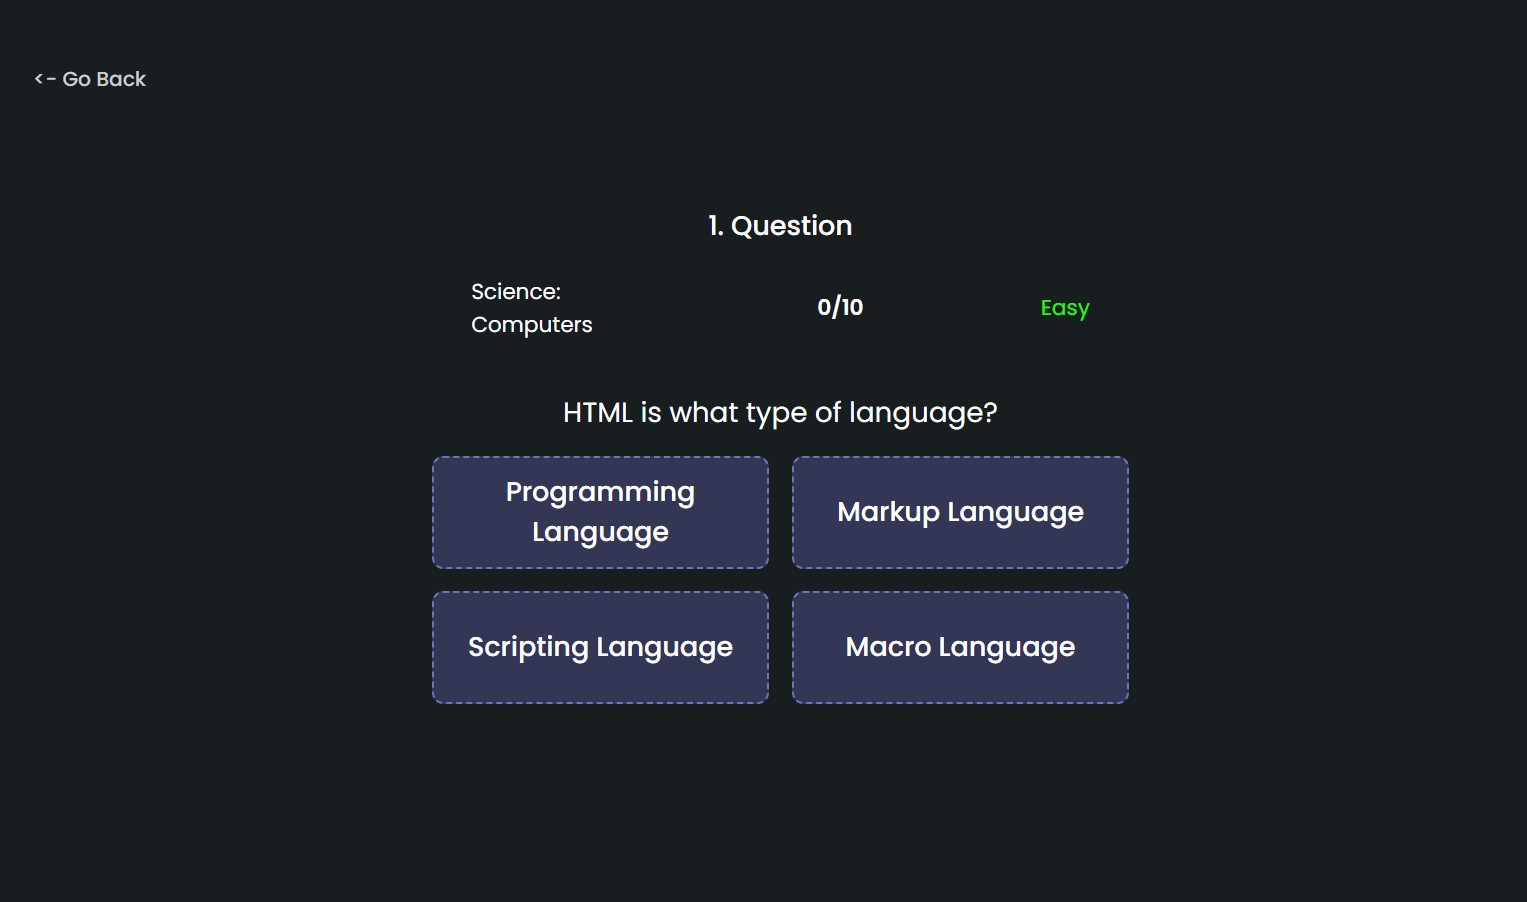 <- Go Back
1. Question
Science:
Computers
0/10
Easy
HTML is what type of language?
Programming
Language
Markup Language
Scripting Language
Macro Language